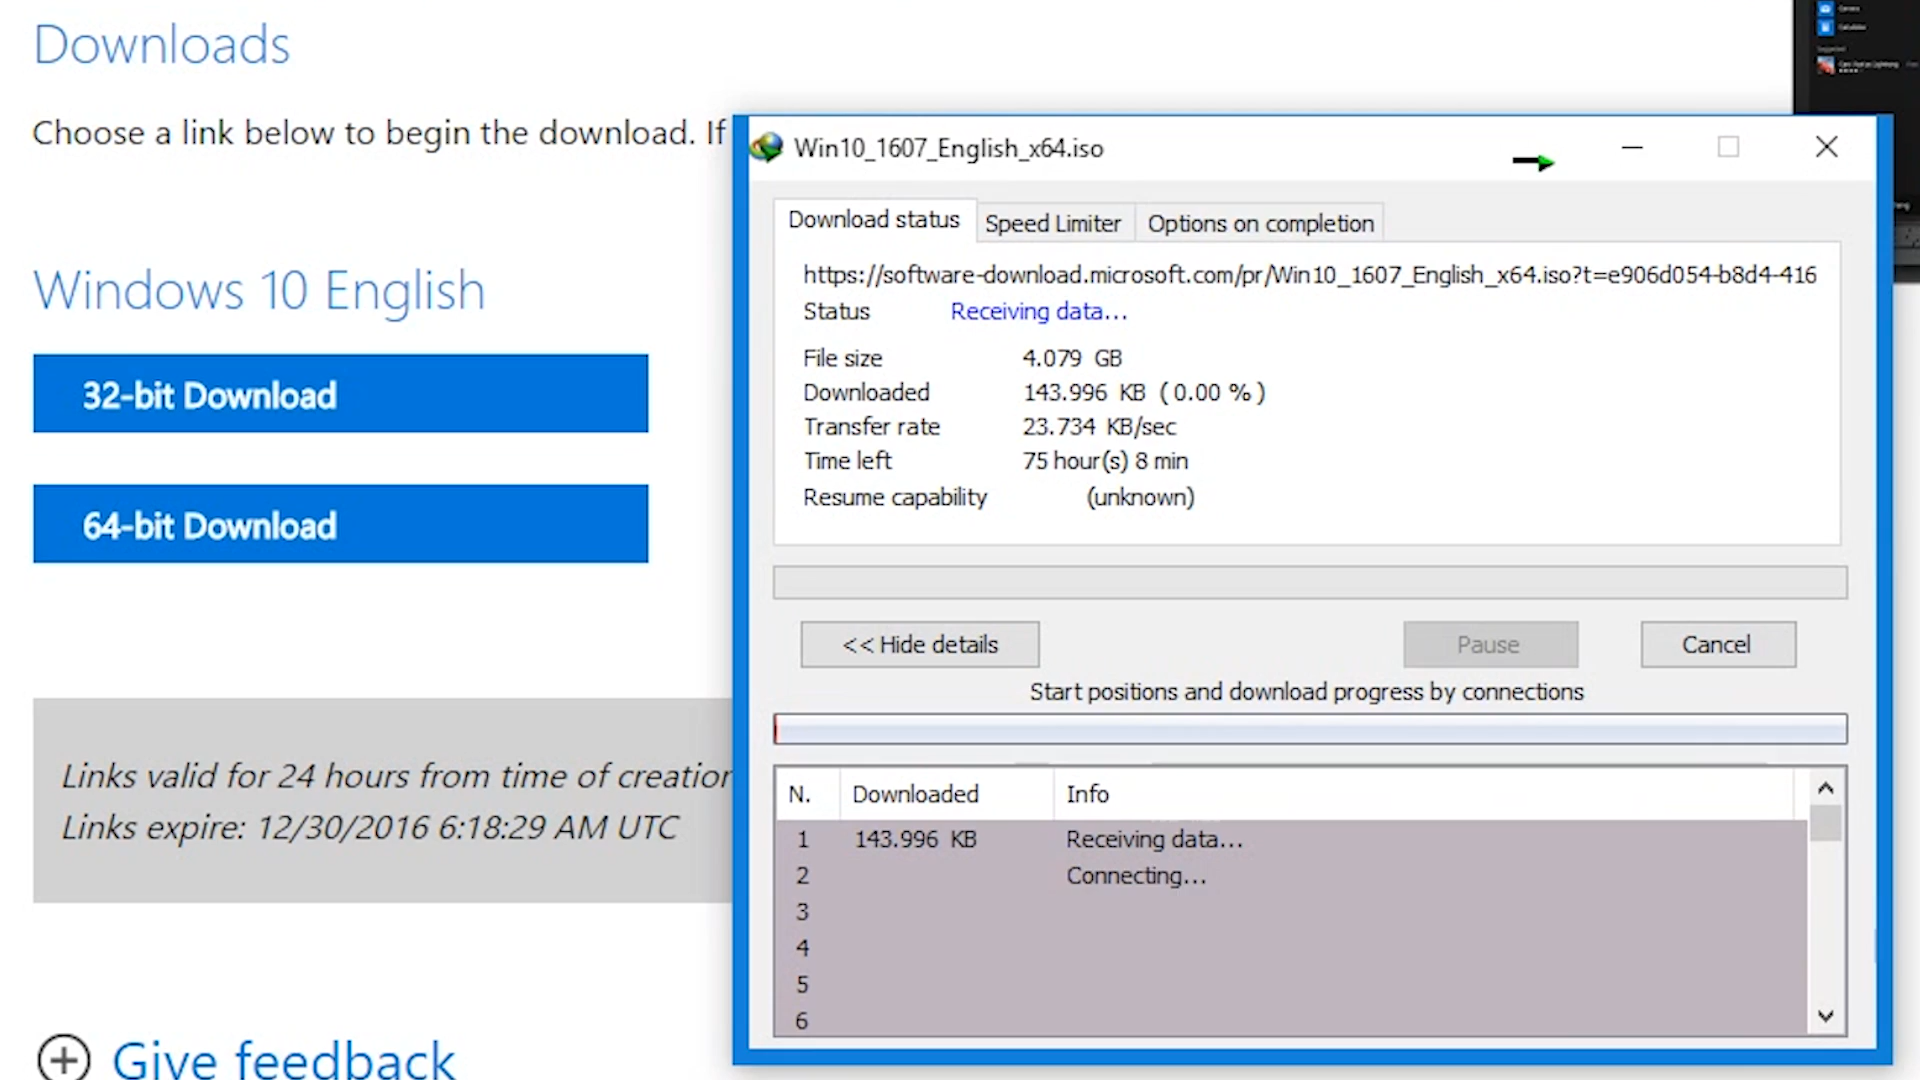 Downloads
Choose a link below to begin the download. If
Windows 10 English
32-bit Download
64-bit Download
Links valid for 24 hours from time of creation
Links expire: 12/30/2016 6:18:29 AM UTC
Give feedback
Win10_1607_English_x64.iso
Download status
Speed Limiter
Options on completion
https://software-download.microsoft.com/pr/Win10_1607_English_x64.iso?t=e906d054-b8d4-416
Status Receiving data...
File size 4.079 GB
Downloaded 143.996 KB ( 0.00 % )
Transfer rate 23.734 KB/sec
Time left 75 hour(s) 8 min
Resume capability (unknown)
<< Hide details
Pause
Cancel
Start positions and download progress by connections
N. Downloaded Info
1 143.996 KB Receiving data...
2 Connecting...
3
4
5
6